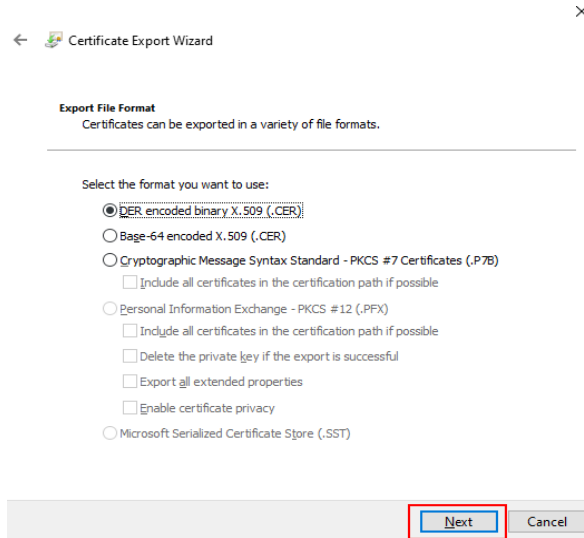 Certificate Export Wizard
Export File Format
Certificates can be exported in a variety of file formats.
Select the format you want to use:
DER encoded binary X.509 (.CER)
Base-64 encoded X.509 (.CER)
Cryptographic Message Syntax Standard - PKCS #7 Certificates (.P7B)
Include all certificates in the certification path if possible
Personal Information Exchange - PKCS #12 (.PFX)
Include all certificates in the certification path if possible
Delete the private key if the export is successful
Export all extended properties
Enable certificate privacy
Microsoft Serialized Certificate Store (.SST)
Next Cancel